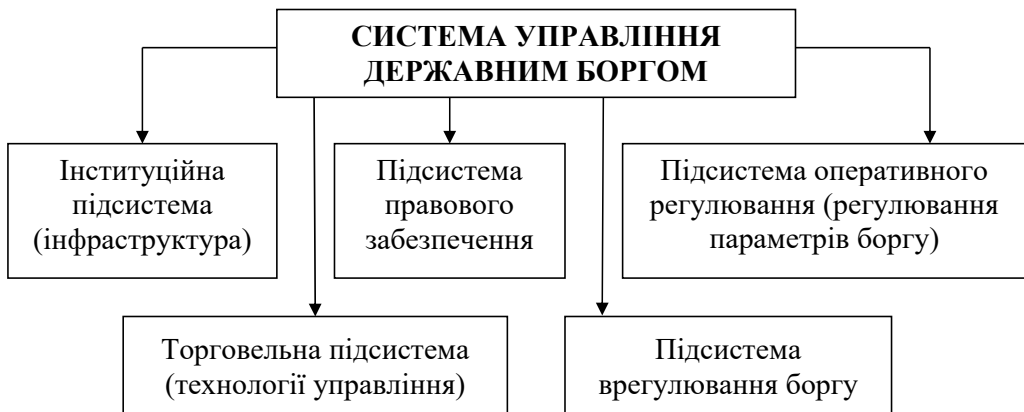 СИСТЕМА УПРАВЛІННЯ
ДЕРЖАВНИМ БОРГОМ
Інституційна
підсистема
(інфраструктура)
Підсистема
правового
забезпечення
Підсистема оперативного
регулювання (регулювання
параметрів боргу)
Торговельна підсистема
(технології управління)
Підсистема
врегулювання боргу